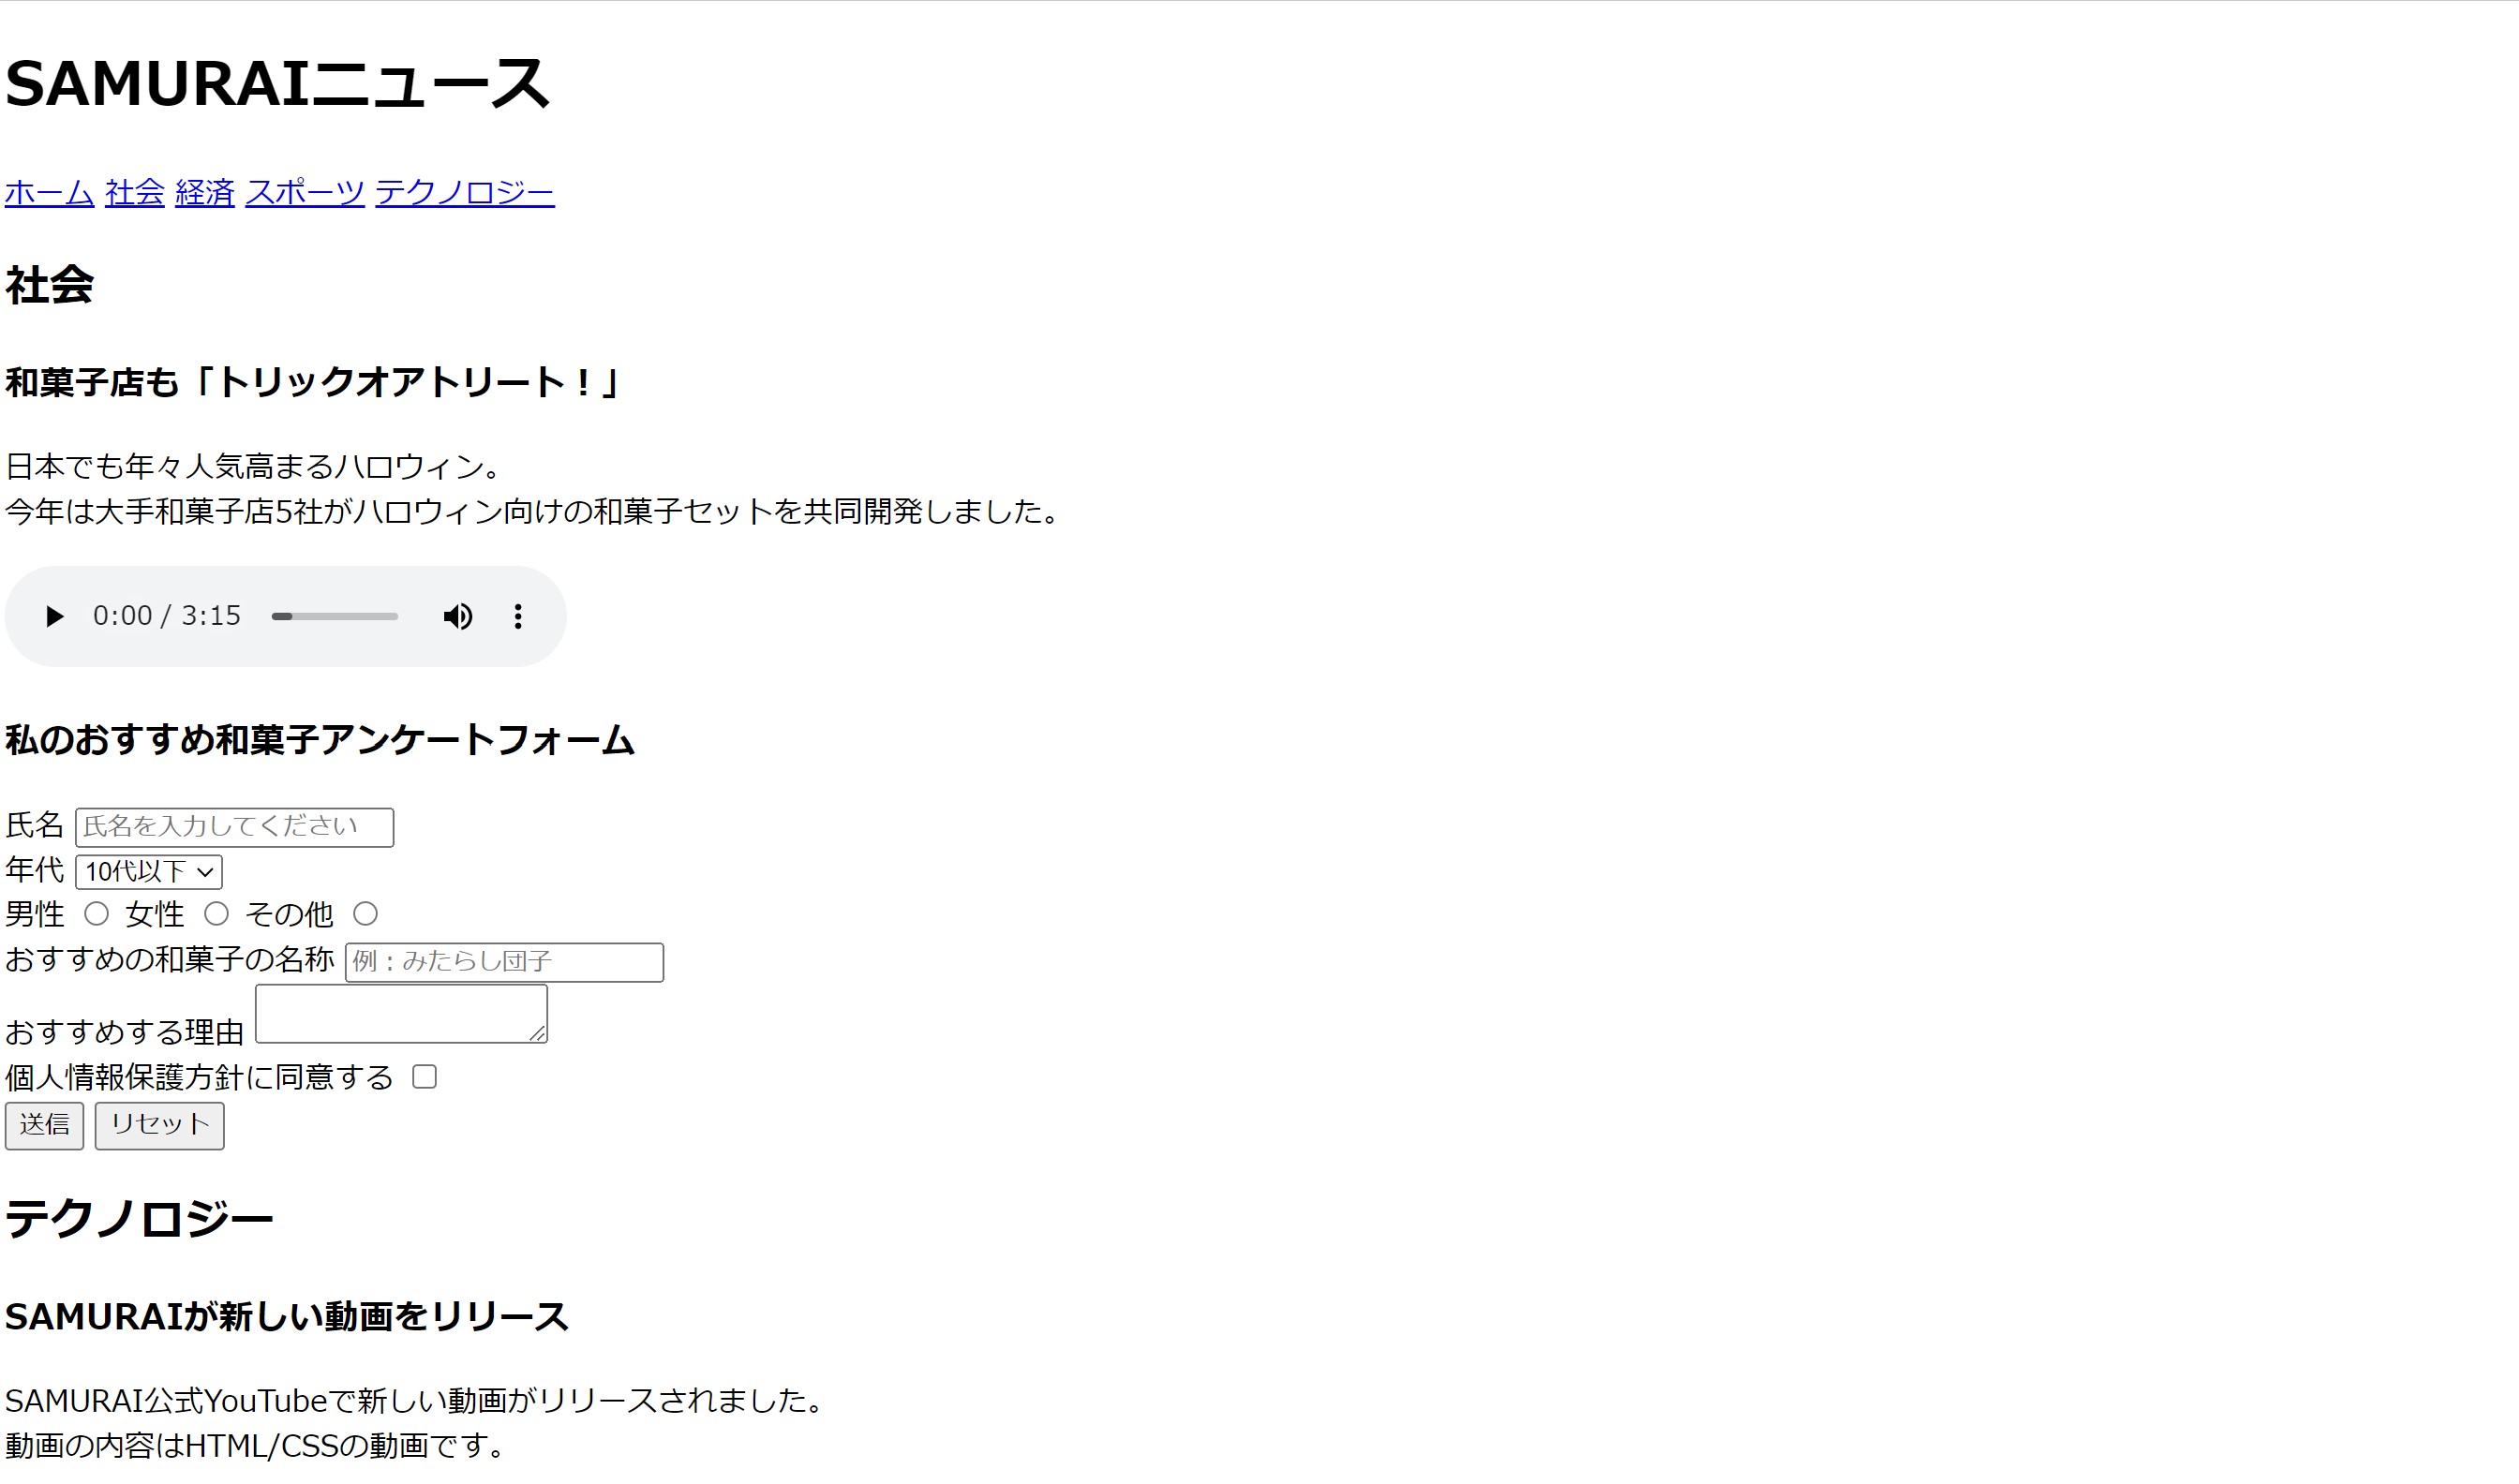 SAMURAIニュース
ホーム 社会 経済 スポーツ テクノロジー
社会
和菓子店も「トリックオアトリート！」
日本でも年々人気高まるハロウィン。
今年は大手和菓子店5社がハロウィン向けの和菓子セットを共同開発しました。
0:00 / 3:15
私のおすすめ和菓子アンケートフォーム
氏名 氏名を入力してください
年代 10代以下
男性 女性 その他
おすすめの和菓子の名称 例：みたらし団子
おすすめする理由
個人情報保護方針に同意する
送信 リセット
テクノロジー
SAMURAIが新しい動画をリリース
SAMURAI公式YouTubeで新しい動画がリリースされました。
動画の内容はHTML/CSSの動画です。